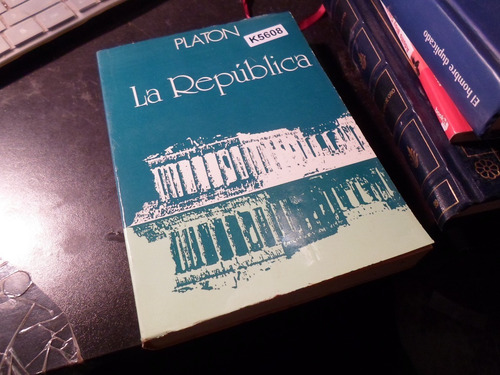 PLATON
K5608
La República
El hombre duplicado